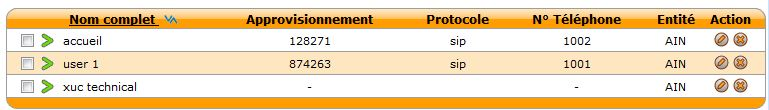 Nom complet Approvisionnement Protocole N° Téléphone Entité Action
accueil 128271 sip 1002 AIN
user 1 874263 sip 1001 AIN
xuc technical - - AIN